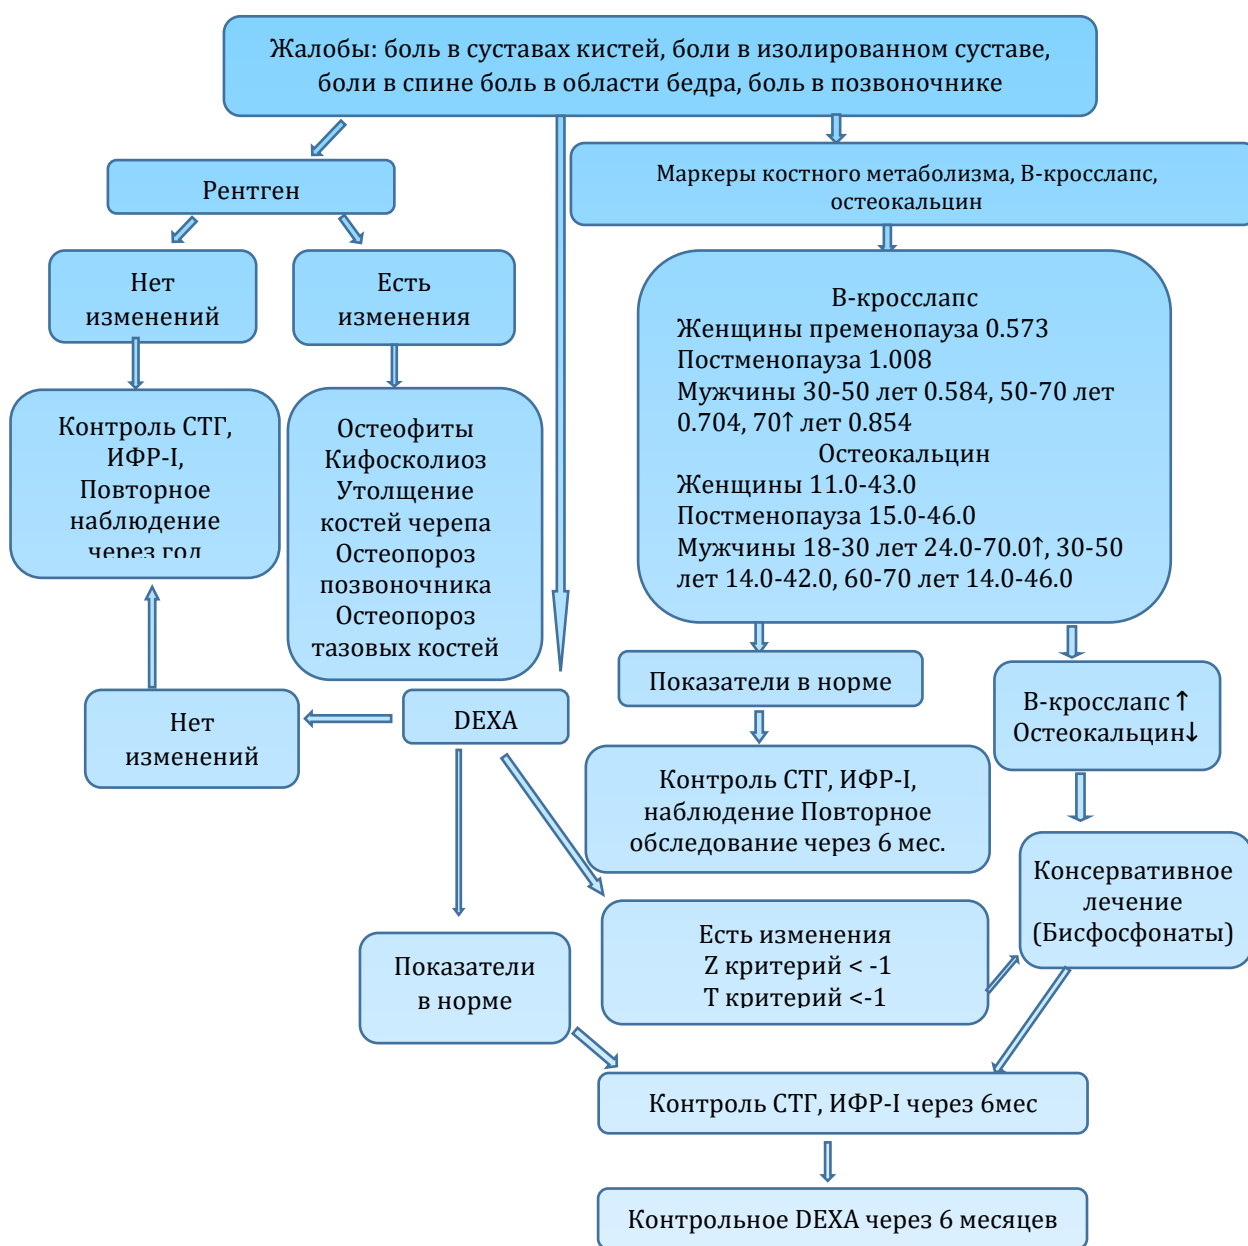 Жалобы: боль в суставах кистей, боли в изолированном суставе,
боли в спине боль в области бедра, боль в позвоночнике
Рентген
Маркеры костного метаболизма, В-кросслапс,
остеокальцин
Нет
изменений
Есть
изменения
В-кросслапс
Женщины пременопауза 0.573
Постменопауза 1.008
Мужчины 30-50 лет 0.584, 50-70 лет
0.704, 70↑ лет 0.854
Остеокальцин
Женщины 11.0-43.0
Постменопауза 15.0-46.0
Мужчины 18-30 лет 24.0-70.0↑, 30-50
лет 14.0-42.0, 60-70 лет 14.0-46.0
Контроль СТГ,
ИФР-I,
Повторное
наблюдение
через год
Остеофиты
Кифосколиоз
Утолщение
костей черепа
Остеопороз
позвоночника
Остеопороз
тазовых костей
Нет
изменений
DEXA
Показатели в норме
В-кросслапс ↑
Остеокальцин↓
Контроль СТГ, ИФР-I,
наблюдение Повторное
обследование через 6 мес.
Консервативное
лечение
(Бисфосфонаты)
Показатели
в норме
Есть изменения
Z критерий < -1
Т критерий <-1
Контроль СТГ, ИФР-I через 6мес
Контрольное DEXA через 6 месяцев